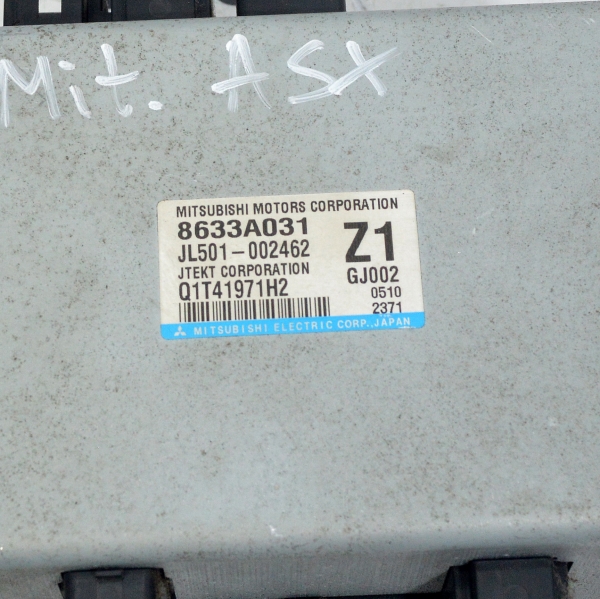 Mit. ASX
MITSUBISHI MOTORS CORPORATION
8633A031
JL501-002462
Z1
JTEKT CORPORATION
GJ002
Q1T41971H2
0510
2371
MITSUBISHI ELECTRIC CORP., JAPAN